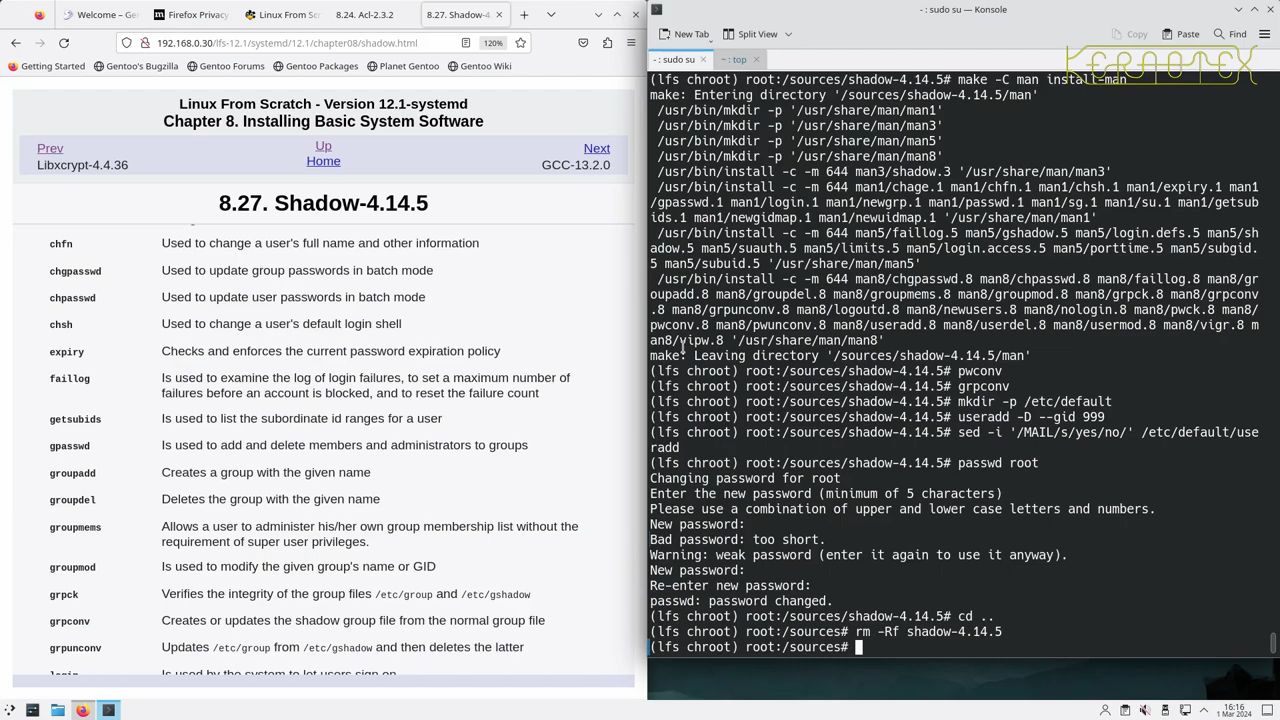 Welcome - Ge
Firefox Privacy
Linux From Sc
8.24. Acl-2.3.2
8.27. Shadow-4.
192.168.0.30/lfs-12.1/systemd/12.1/chapter08/shadow.html
120%
Getting Started
Gentoo's Bugzilla
Gentoo Forums
Gentoo Packages
Planet Gentoo
Gentoo Wiki
Linux From Scratch - Version 12.1-systemd
Chapter 8. Installing Basic System Software
Prev
Up
Next
Libxcrypt-4.4.36
Home
GCC-13.2.0
8.27. Shadow-4.14.5
chfn Used to change a user's full name and other information
chgpasswd Used to update group passwords in batch mode
chpasswd Used to update user passwords in batch mode
chsh Used to change a user's default login shell
expiry Checks and enforces the current password expiration policy
faillog Is used to examine the log of login failures, to set a maximum number of
failures before an account is blocked, and to reset the failure count
getsubids Is used to list the subordinate id ranges for a user
gpasswd Is used to add and delete members and administrators to groups
groupadd Creates a group with the given name
groupdel Deletes the group with the given name
groupmems Allows a user to administer his/her own group membership list without the
requirement of super user privileges.
groupmod Is used to modify the given group's name or GID
grpck Verifies the integrity of the group files /etc/group and /etc/gshadow
grpconv Creates or updates the shadow group file from the normal group file
grpunconv Updates /etc/group from /etc/gshadow and then deletes the latter
login Is used by the system to let users sign on
- : sudo su — Konsole
New Tab
Split View
Copy
Paste
Find
- : sudo su
- : top
(lfs chroot) root:/sources/shadow-4.14.5# make -C man install-man
make: Entering directory '/sources/shadow-4.14.5/man'
/usr/bin/mkdir -p '/usr/share/man/man1'
/usr/bin/mkdir -p '/usr/share/man/man3'
/usr/bin/mkdir -p '/usr/share/man/man5'
/usr/bin/mkdir -p '/usr/share/man/man8'
/usr/bin/install -c -m 644 man3/shadow.3 '/usr/share/man/man3'
/usr/bin/install -c -m 644 man1/chage.1 man1/chfn.1 man1/chsh.1 man1/expiry.1 man1
/gpasswd.1 man1/login.1 man1/newgrp.1 man1/passwd.1 man1/sg.1 man1/su.1 man1/getsub
ids.1 man1/newgidmap.1 man1/newuidmap.1 '/usr/share/man/man1'
/usr/bin/install -c -m 644 man5/faillog.5 man5/gshadow.5 man5/login.defs.5 man5/sh
adow.5 man5/suauth.5 man5/limits.5 man5/login.access.5 man5/porttime.5 man5/subgid.
5 man5/subuid.5 '/usr/share/man/man5'
/usr/bin/install -c -m 644 man8/chgpasswd.8 man8/chpasswd.8 man8/faillog.8 man8/gr
oupadd.8 man8/groupdel.8 man8/groupmems.8 man8/groupmod.8 man8/grpck.8 man8/grpconv
.8 man8/grpunconv.8 man8/logoutd.8 man8/newusers.8 man8/nologin.8 man8/pwck.8 man8/
pwconv.8 man8/pwunconv.8 man8/useradd.8 man8/userdel.8 man8/usermod.8 man8/vigr.8 m
an8/vipw.8 '/usr/share/man/man8'
make: Leaving directory '/sources/shadow-4.14.5/man'
(lfs chroot) root:/sources/shadow-4.14.5# pwconv
(lfs chroot) root:/sources/shadow-4.14.5# grpconv
(lfs chroot) root:/sources/shadow-4.14.5# mkdir -p /etc/default
(lfs chroot) root:/sources/shadow-4.14.5# useradd -D --gid 999
(lfs chroot) root:/sources/shadow-4.14.5# sed -i '/MAIL/s/yes/no/' /etc/default/use
radd
(lfs chroot) root:/sources/shadow-4.14.5# passwd root
Changing password for root
Enter the new password (minimum of 5 characters)
Please use a combination of upper and lower case letters and numbers.
New password:
Bad password: too short.
Warning: weak password (enter it again to use it anyway).
New password:
Re-enter new password:
passwd: password changed.
(lfs chroot) root:/sources/shadow-4.14.5# cd ..
(lfs chroot) root:/sources# rm -Rf shadow-4.14.5
(lfs chroot) root:/sources#
16:16
1 Mar 2024